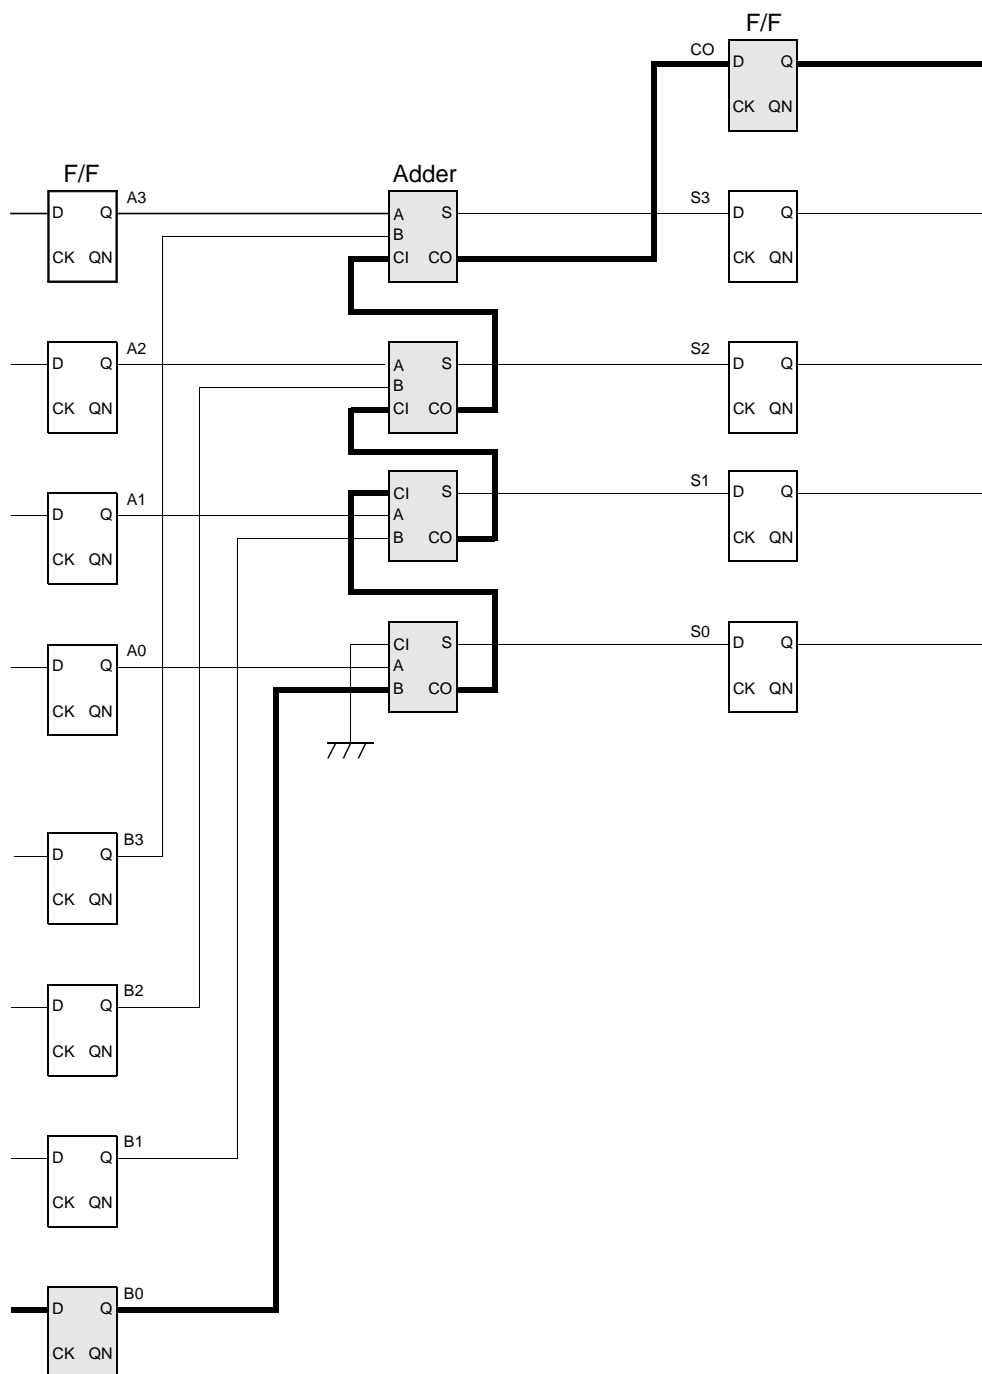 F/F
CO
D Q
CK QN
F/F
Adder
A3
D Q
CK QN
A S
B
CI CO
S3
D Q
CK QN
A2
D Q
CK QN
A S
B
CI CO
S2
D Q
CK QN
A1
D Q
CK QN
CI S
A
B CO
S1
D Q
CK QN
A0
D Q
CK QN
CI S
A
B CO
S0
D Q
CK QN
B3
D Q
CK QN
B2
D Q
CK QN
B1
D Q
CK QN
B0
D Q
CK QN